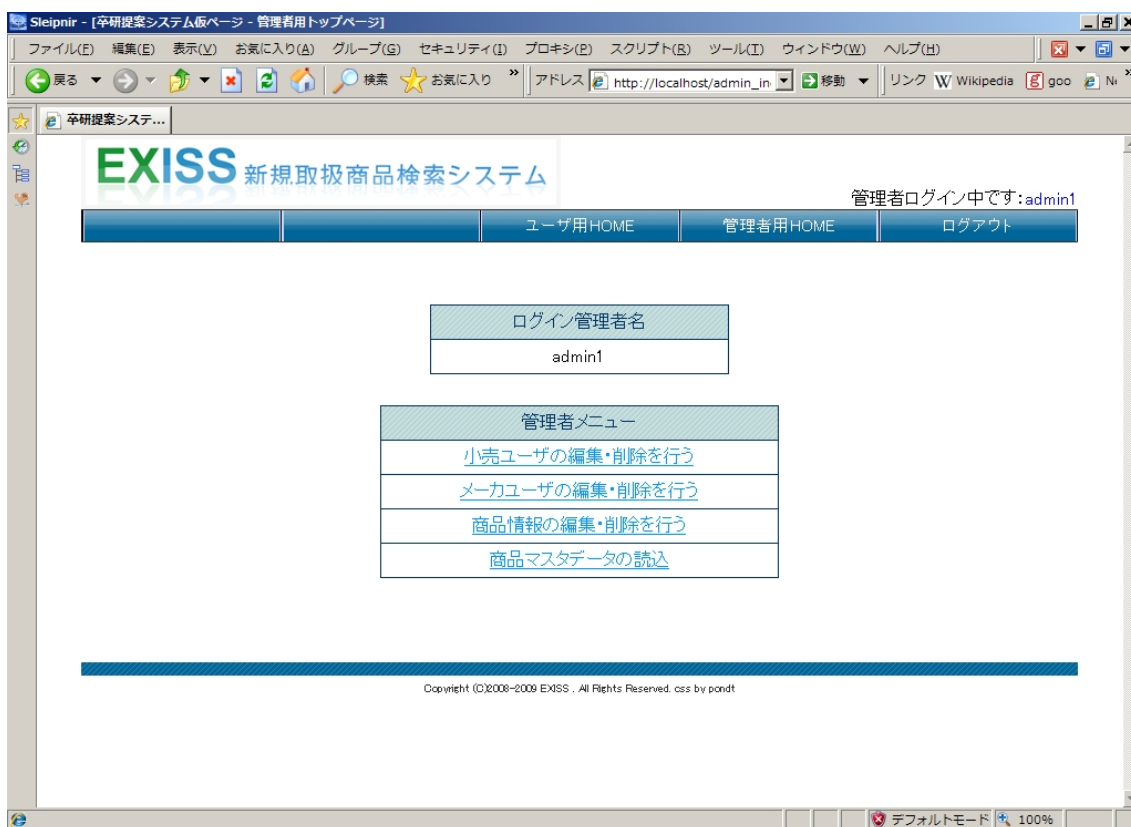 Sleipnir - [卒研提案システム仮ページ - 管理者用トップページ]
ファイル(F) 編集(E) 表示(V) お気に入り(A) グループ(G) セキュリティ(I) プロキシ(P) スクリプト(R) ツール(T) ウィンドウ(W) ヘルプ(H)
戻る 検索 お気に入り » アドレス http://localhost/admin_in 移動 リンク Wikipedia goo
卒研提案システ...
EXISS 新規取扱商品検索システム
管理者ログイン中です:admin1
ユーザ用HOME 管理者用HOME ログアウト
ログイン管理者名
admin1
管理者メニュー
小売ユーザの編集・削除を行う
メーカユーザの編集・削除を行う
商品情報の編集・削除を行う
商品マスタデータの読込
Copyright (C)2008-2009 EXISS . All Rights Reserved. css by pondt
デフォルトモード 100%